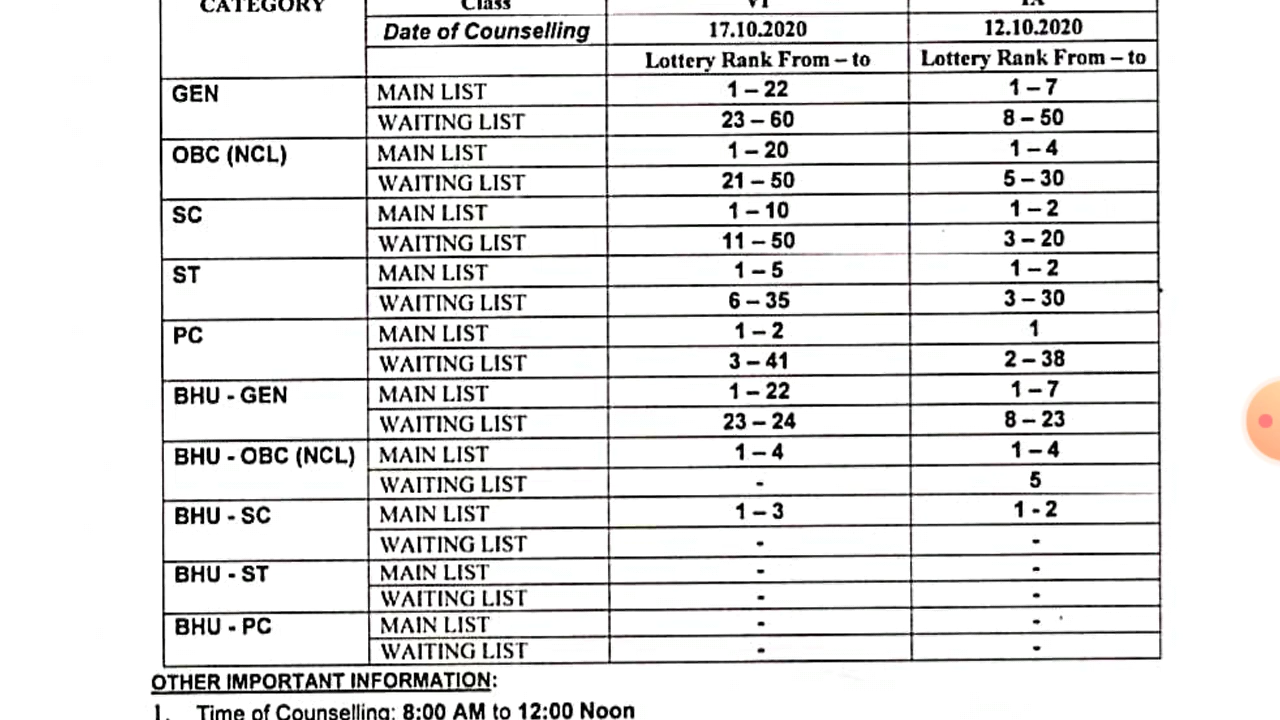 CATEGORY Class VI IX
Date of Counselling 17.10.2020 12.10.2020
Lottery Rank From – to Lottery Rank From – to
GEN MAIN LIST 1 – 22 1 – 7
WAITING LIST 23 – 60 8 – 50
OBC (NCL) MAIN LIST 1 – 20 1 – 4
WAITING LIST 21 – 50 5 – 30
SC MAIN LIST 1 – 10 1 – 2
WAITING LIST 11 – 50 3 – 20
ST MAIN LIST 1 – 5 1 – 2
WAITING LIST 6 – 35 3 – 30
PC MAIN LIST 1 – 2 1
WAITING LIST 3 – 41 2 – 38
BHU - GEN MAIN LIST 1 – 22 1 – 7
WAITING LIST 23 – 24 8 – 23
BHU - OBC (NCL) MAIN LIST 1 – 4 1 – 4
WAITING LIST - 5
BHU - SC MAIN LIST 1 – 3 1 - 2
WAITING LIST - -
BHU - ST MAIN LIST - -
WAITING LIST - -
BHU - PC MAIN LIST - -
WAITING LIST - -
OTHER IMPORTANT INFORMATION:
1. Time of Counselling: 8:00 AM to 12:00 Noon